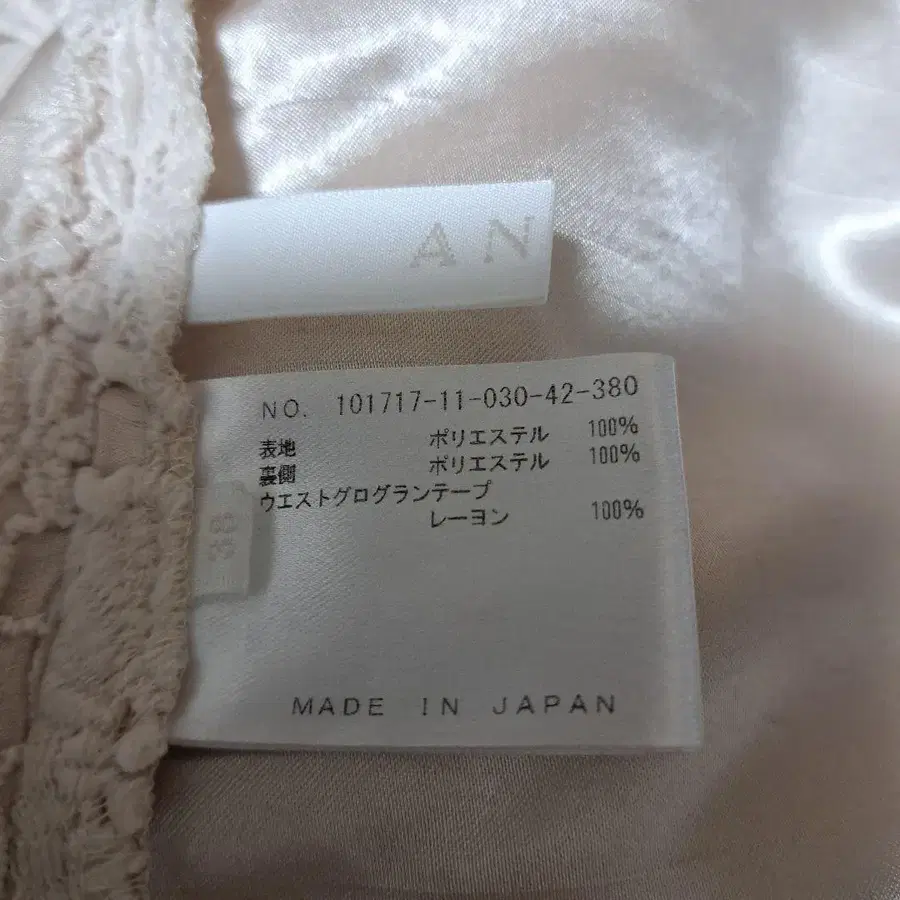 AN
NO. 101717-11-030-42-380
表地 ポリエステル 100%
裏側 ポリエステル 100%
ウエストグログランテープ
レーヨン 100%
38
MADE IN JAPAN